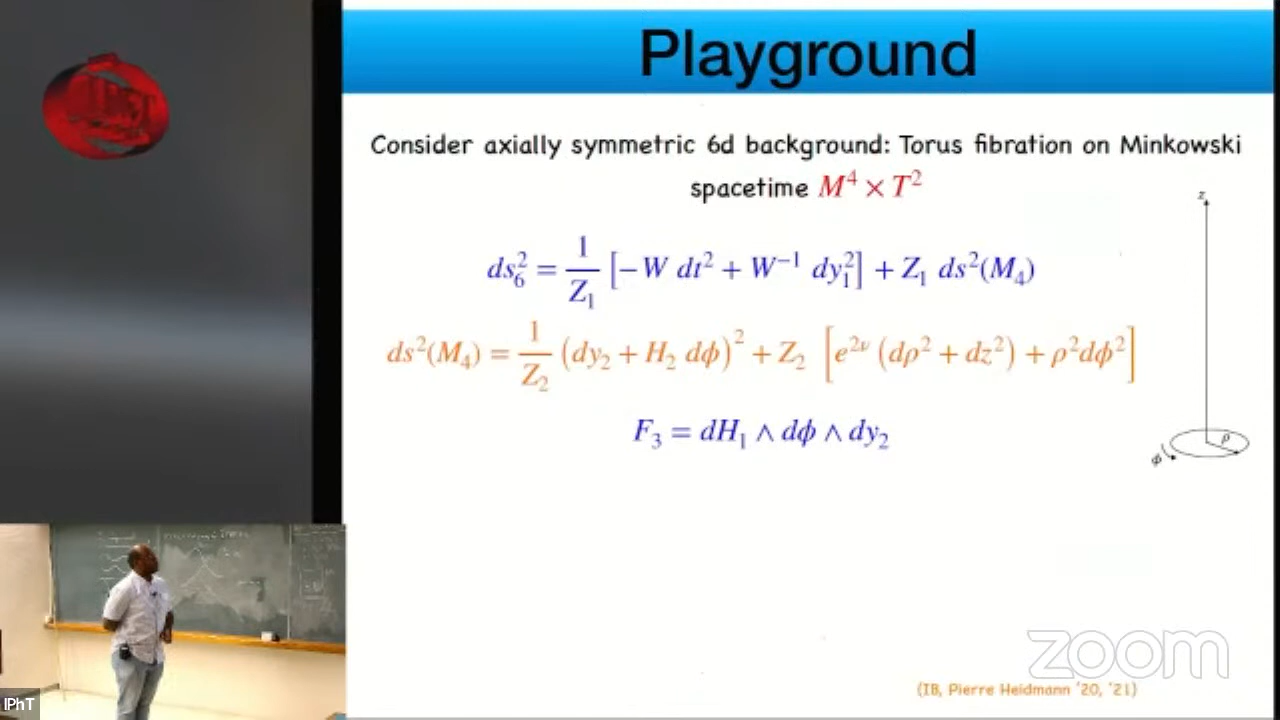 Playground
Consider axially symmetric 6d background: Torus fibration on Minkowski
spacetime M⁴ × T²
ds₆² = 1/Z₁ [−W dt² + W⁻¹ dy₁²] + Z₁ ds²(M₄)
ds²(M₄) = 1/Z₂ (dy₂ + H₂ dϕ)² + Z₂ [e²ᵛ (dρ² + dz²) + ρ²dϕ²]
F₃ = dH₁ ∧ dϕ ∧ dy₂
z
ρ
ϕ
zoom
(IB, Pierre Heidmann '20, '21)
IPhT